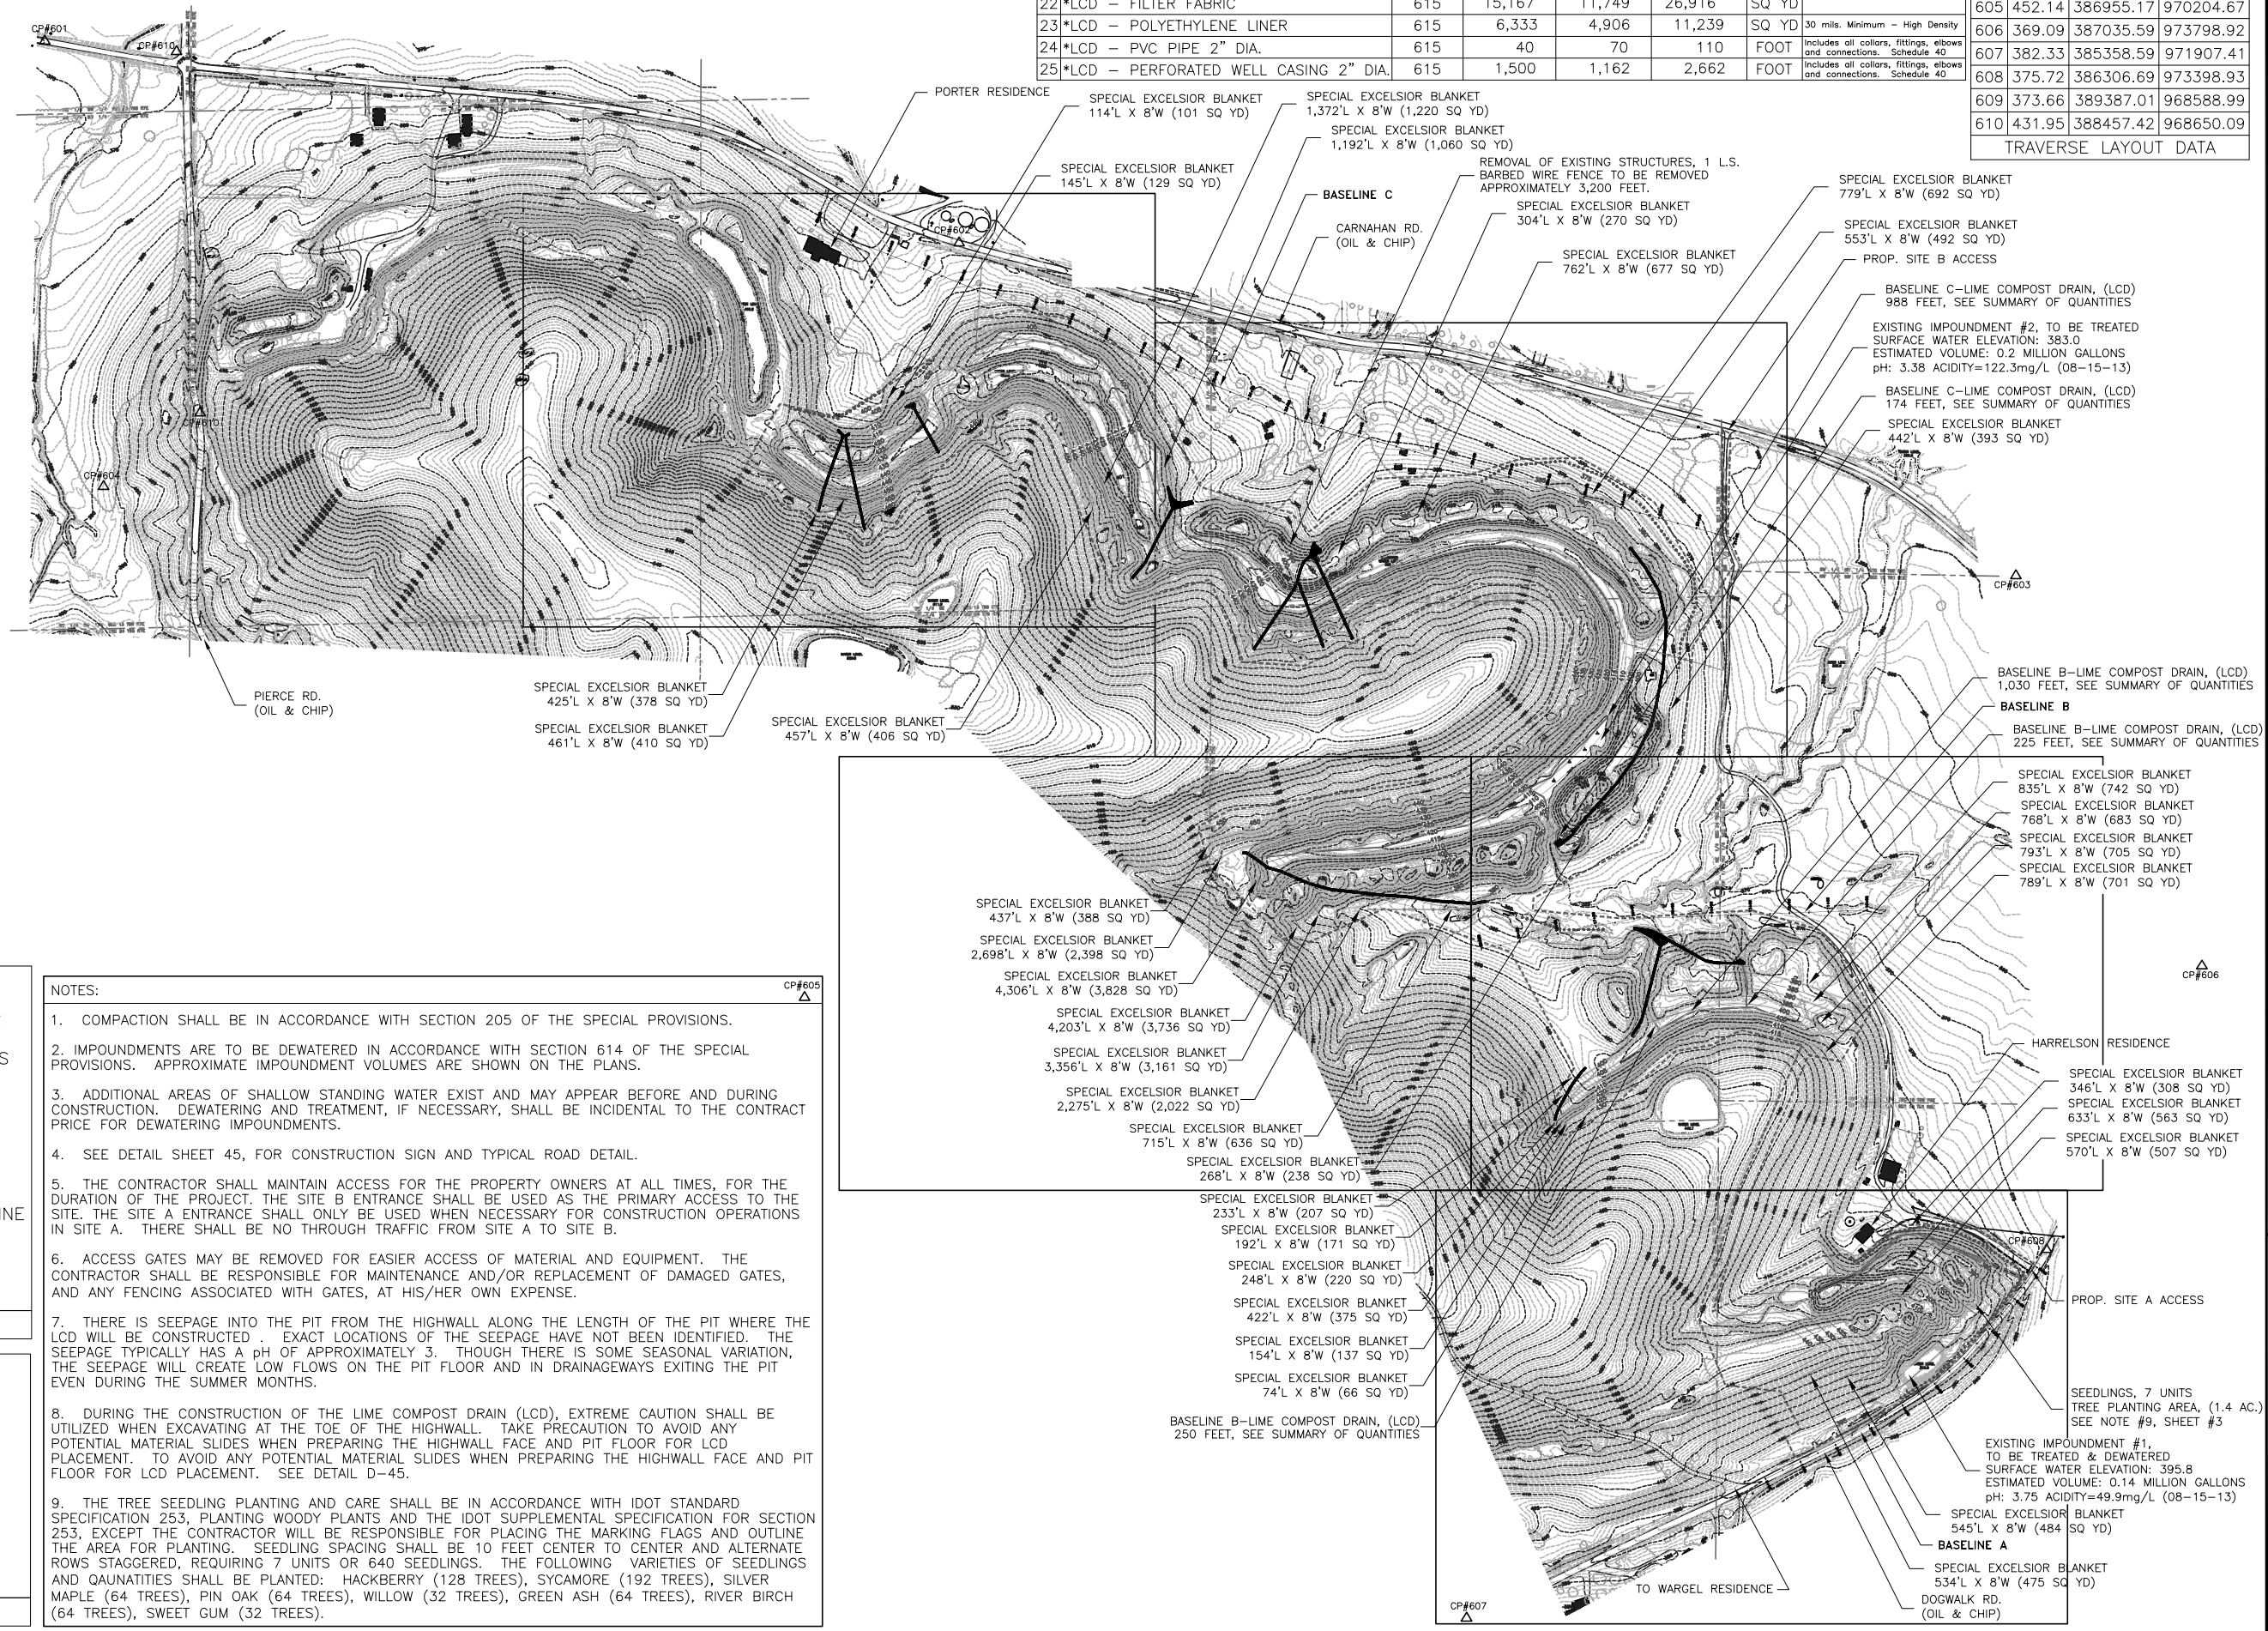 22 *LCD – FILTER FABRIC 615 15,167 11,749 26,916 SQ YD
23 *LCD – POLYETHYLENE LINER 615 6,333 4,906 11,239 SQ YD 30 mils. Minimum – High Density
24 *LCD – PVC PIPE 2" DIA. 615 40 70 110 FOOT Includes all collars, fittings, elbows and connections. Schedule 40
25 *LCD – PERFORATED WELL CASING 2" DIA. 615 1,500 1,162 2,662 FOOT Includes all collars, fittings, elbows and connections. Schedule 40
605 452.14 386955.17 970204.67
606 369.09 387035.59 973798.92
607 382.33 385358.59 971907.41
608 375.72 386306.69 973398.93
609 373.66 389387.01 968588.99
610 431.95 388457.42 968650.09
TRAVERSE LAYOUT DATA
CP#601
CP#610
PORTER RESIDENCE
SPECIAL EXCELSIOR BLANKET
114'L X 8'W (101 SQ YD)
SPECIAL EXCELSIOR BLANKET
145'L X 8'W (129 SQ YD)
SPECIAL EXCELSIOR BLANKET
1,372'L X 8'W (1,220 SQ YD)
SPECIAL EXCELSIOR BLANKET
1,192'L X 8'W (1,060 SQ YD)
BASELINE C
REMOVAL OF EXISTING STRUCTURES, 1 L.S.
BARBED WIRE FENCE TO BE REMOVED
APPROXIMATELY 3,200 FEET.
SPECIAL EXCELSIOR BLANKET
304'L X 8'W (270 SQ YD)
CARNAHAN RD.
(OIL & CHIP)
SPECIAL EXCELSIOR BLANKET
762'L X 8'W (677 SQ YD)
SPECIAL EXCELSIOR BLANKET
779'L X 8'W (692 SQ YD)
SPECIAL EXCELSIOR BLANKET
553'L X 8'W (492 SQ YD)
PROP. SITE B ACCESS
BASELINE C–LIME COMPOST DRAIN, (LCD)
988 FEET, SEE SUMMARY OF QUANTITIES
EXISTING IMPOUNDMENT #2, TO BE TREATED
SURFACE WATER ELEVATION: 383.0
ESTIMATED VOLUME: 0.2 MILLION GALLONS
pH: 3.38 ACIDITY=122.3mg/L (08–15–13)
BASELINE C–LIME COMPOST DRAIN, (LCD)
174 FEET, SEE SUMMARY OF QUANTITIES
SPECIAL EXCELSIOR BLANKET
442'L X 8'W (393 SQ YD)
CP#602
CP#610
CP#604
CP#603
PIERCE RD.
(OIL & CHIP)
SPECIAL EXCELSIOR BLANKET
425'L X 8'W (378 SQ YD)
SPECIAL EXCELSIOR BLANKET
461'L X 8'W (410 SQ YD)
SPECIAL EXCELSIOR BLANKET
457'L X 8'W (406 SQ YD)
BASELINE B–LIME COMPOST DRAIN, (LCD)
1,030 FEET, SEE SUMMARY OF QUANTITIES
BASELINE B
BASELINE B–LIME COMPOST DRAIN, (LCD)
225 FEET, SEE SUMMARY OF QUANTITIES
SPECIAL EXCELSIOR BLANKET
835'L X 8'W (742 SQ YD)
SPECIAL EXCELSIOR BLANKET
768'L X 8'W (683 SQ YD)
SPECIAL EXCELSIOR BLANKET
793'L X 8'W (705 SQ YD)
SPECIAL EXCELSIOR BLANKET
789'L X 8'W (701 SQ YD)
SPECIAL EXCELSIOR BLANKET
437'L X 8'W (388 SQ YD)
SPECIAL EXCELSIOR BLANKET
2,698'L X 8'W (2,398 SQ YD)
SPECIAL EXCELSIOR BLANKET
4,306'L X 8'W (3,828 SQ YD)
SPECIAL EXCELSIOR BLANKET
4,203'L X 8'W (3,736 SQ YD)
SPECIAL EXCELSIOR BLANKET
3,356'L X 8'W (3,161 SQ YD)
SPECIAL EXCELSIOR BLANKET
2,275'L X 8'W (2,022 SQ YD)
SPECIAL EXCELSIOR BLANKET
715'L X 8'W (636 SQ YD)
SPECIAL EXCELSIOR BLANKET
268'L X 8'W (238 SQ YD)
SPECIAL EXCELSIOR BLANKET
233'L X 8'W (207 SQ YD)
SPECIAL EXCELSIOR BLANKET
192'L X 8'W (171 SQ YD)
SPECIAL EXCELSIOR BLANKET
248'L X 8'W (220 SQ YD)
SPECIAL EXCELSIOR BLANKET
422'L X 8'W (375 SQ YD)
SPECIAL EXCELSIOR BLANKET
154'L X 8'W (137 SQ YD)
SPECIAL EXCELSIOR BLANKET
74'L X 8'W (66 SQ YD)
BASELINE B–LIME COMPOST DRAIN, (LCD)
250 FEET, SEE SUMMARY OF QUANTITIES
CP#606
HARRELSON RESIDENCE
SPECIAL EXCELSIOR BLANKET
346'L X 8'W (308 SQ YD)
SPECIAL EXCELSIOR BLANKET
633'L X 8'W (563 SQ YD)
SPECIAL EXCELSIOR BLANKET
570'L X 8'W (507 SQ YD)
CP#608
PROP. SITE A ACCESS
SEEDLINGS, 7 UNITS
TREE PLANTING AREA, (1.4 AC.)
SEE NOTE #9, SHEET #3
EXISTING IMPOUNDMENT #1,
TO BE TREATED & DEWATERED
SURFACE WATER ELEVATION: 395.8
ESTIMATED VOLUME: 0.14 MILLION GALLONS
pH: 3.75 ACIDITY=49.9mg/L (08–15–13)
SPECIAL EXCELSIOR BLANKET
545'L X 8'W (484 SQ YD)
BASELINE A
SPECIAL EXCELSIOR BLANKET
534'L X 8'W (475 SQ YD)
DOGWALK RD.
(OIL & CHIP)
TO WARGEL RESIDENCE
CP#607
NOTES:
CP#605
1. COMPACTION SHALL BE IN ACCORDANCE WITH SECTION 205 OF THE SPECIAL PROVISIONS.
2. IMPOUNDMENTS ARE TO BE DEWATERED IN ACCORDANCE WITH SECTION 614 OF THE SPECIAL
PROVISIONS. APPROXIMATE IMPOUNDMENT VOLUMES ARE SHOWN ON THE PLANS.
3. ADDITIONAL AREAS OF SHALLOW STANDING WATER EXIST AND MAY APPEAR BEFORE AND DURING
CONSTRUCTION. DEWATERING AND TREATMENT, IF NECESSARY, SHALL BE INCIDENTAL TO THE CONTRACT
PRICE FOR DEWATERING IMPOUNDMENTS.
4. SEE DETAIL SHEET 45, FOR CONSTRUCTION SIGN AND TYPICAL ROAD DETAIL.
5. THE CONTRACTOR SHALL MAINTAIN ACCESS FOR THE PROPERTY OWNERS AT ALL TIMES, FOR THE
DURATION OF THE PROJECT. THE SITE B ENTRANCE SHALL BE USED AS THE PRIMARY ACCESS TO THE
SITE. THE SITE A ENTRANCE SHALL ONLY BE USED WHEN NECESSARY FOR CONSTRUCTION OPERATIONS
IN SITE A. THERE SHALL BE NO THROUGH TRAFFIC FROM SITE A TO SITE B.
6. ACCESS GATES MAY BE REMOVED FOR EASIER ACCESS OF MATERIAL AND EQUIPMENT. THE
CONTRACTOR SHALL BE RESPONSIBLE FOR MAINTENANCE AND/OR REPLACEMENT OF DAMAGED GATES,
AND ANY FENCING ASSOCIATED WITH GATES, AT HIS/HER OWN EXPENSE.
7. THERE IS SEEPAGE INTO THE PIT FROM THE HIGHWALL ALONG THE LENGTH OF THE PIT WHERE THE
LCD WILL BE CONSTRUCTED . EXACT LOCATIONS OF THE SEEPAGE HAVE NOT BEEN IDENTIFIED. THE
SEEPAGE TYPICALLY HAS A pH OF APPROXIMATELY 3. THOUGH THERE IS SOME SEASONAL VARIATION,
THE SEEPAGE WILL CREATE LOW FLOWS ON THE PIT FLOOR AND IN DRAINAGEWAYS EXITING THE PIT
EVEN DURING THE SUMMER MONTHS.
8. DURING THE CONSTRUCTION OF THE LIME COMPOST DRAIN (LCD), EXTREME CAUTION SHALL BE
UTILIZED WHEN EXCAVATING AT THE TOE OF THE HIGHWALL. TAKE PRECAUTION TO AVOID ANY
POTENTIAL MATERIAL SLIDES WHEN PREPARING THE HIGHWALL FACE AND PIT FLOOR FOR LCD
PLACEMENT. TO AVOID ANY POTENTIAL MATERIAL SLIDES WHEN PREPARING THE HIGHWALL FACE AND PIT
FLOOR FOR LCD PLACEMENT. SEE DETAIL D–45.
9. THE TREE SEEDLING PLANTING AND CARE SHALL BE IN ACCORDANCE WITH IDOT STANDARD
SPECIFICATION 253, PLANTING WOODY PLANTS AND THE IDOT SUPPLEMENTAL SPECIFICATION FOR SECTION
253, EXCEPT THE CONTRACTOR WILL BE RESPONSIBLE FOR PLACING THE MARKING FLAGS AND OUTLINE
THE AREA FOR PLANTING. SEEDLING SPACING SHALL BE 10 FEET CENTER TO CENTER AND ALTERNATE
ROWS STAGGERED, REQUIRING 7 UNITS OR 640 SEEDLINGS. THE FOLLOWING VARIETIES OF SEEDLINGS
AND QAUNATITIES SHALL BE PLANTED: HACKBERRY (128 TREES), SYCAMORE (192 TREES), SILVER
MAPLE (64 TREES), PIN OAK (64 TREES), WILLOW (32 TREES), GREEN ASH (64 TREES), RIVER BIRCH
(64 TREES), SWEET GUM (32 TREES).